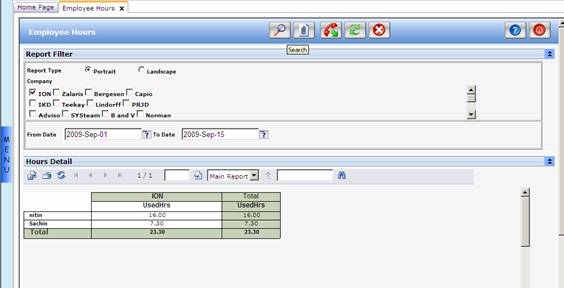 Home Page Employee Hours X
Employee Hours
Search
Report Filter
Report Type Portrait Landscape
Company
ION Zalaris Bergesen Capio
IKD Teekay Lindorff PRJD
Adviso SYSteam B and V Norman
From Date 2009-Sep-01 ? To Date 2009-Sep-15 ?
MENU
Hours Detail
1 / 1 Main Report
ION Total
UsedHrs UsedHrs
nitin 16.00 16.00
Sachin 7.30 7.30
Total 23.30 23.30